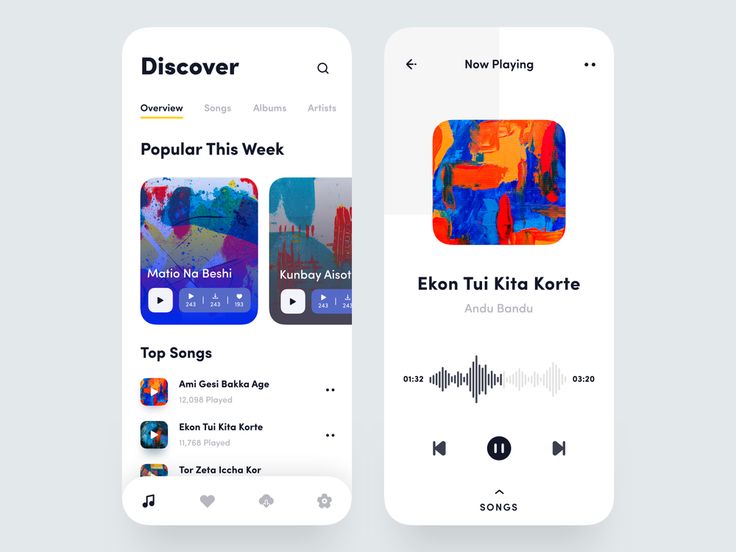 Discover
Overview Songs Albums Artists
Popular This Week
Matio Na Beshi
243 243 193
Kunbay Aisot
243 243
Top Songs
Ami Gesi Bakka Age
12,098 Played
Ekon Tui Kita Korte
11,768 Played
Tor Zeta Iccha Kor
Now Playing
Ekon Tui Kita Korte
Andu Bandu
01:32 03:20
SONGS